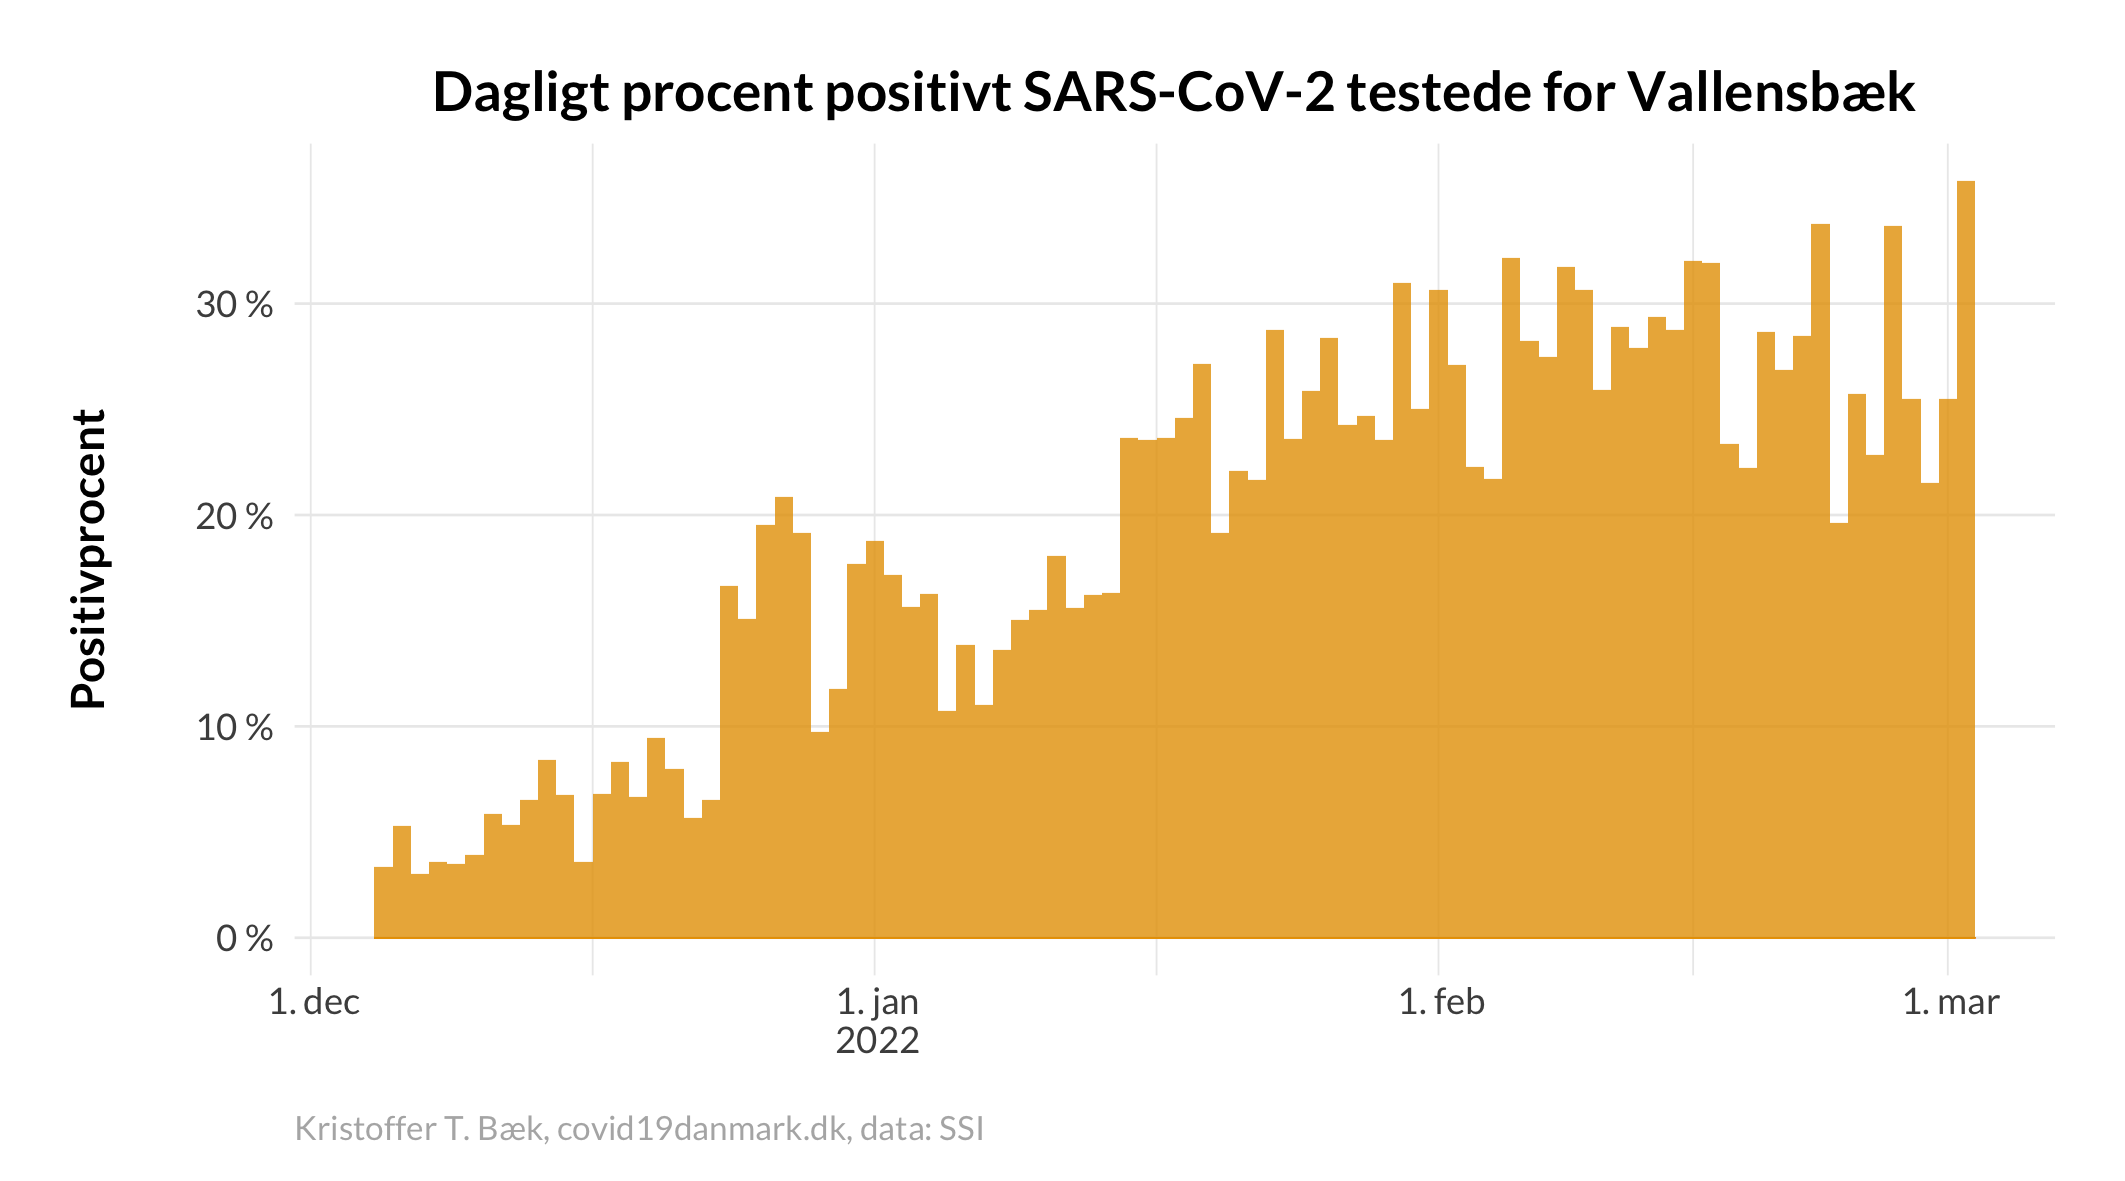 Dagligt procent positivt SARS-CoV-2 testede for Vallensbæk
Positivprocent
30 %
20 %
10 %
0 %
1. dec
1. jan
2022
1. feb
1. mar
Kristoffer T. Bæk, covid19danmark.dk, data: SSI